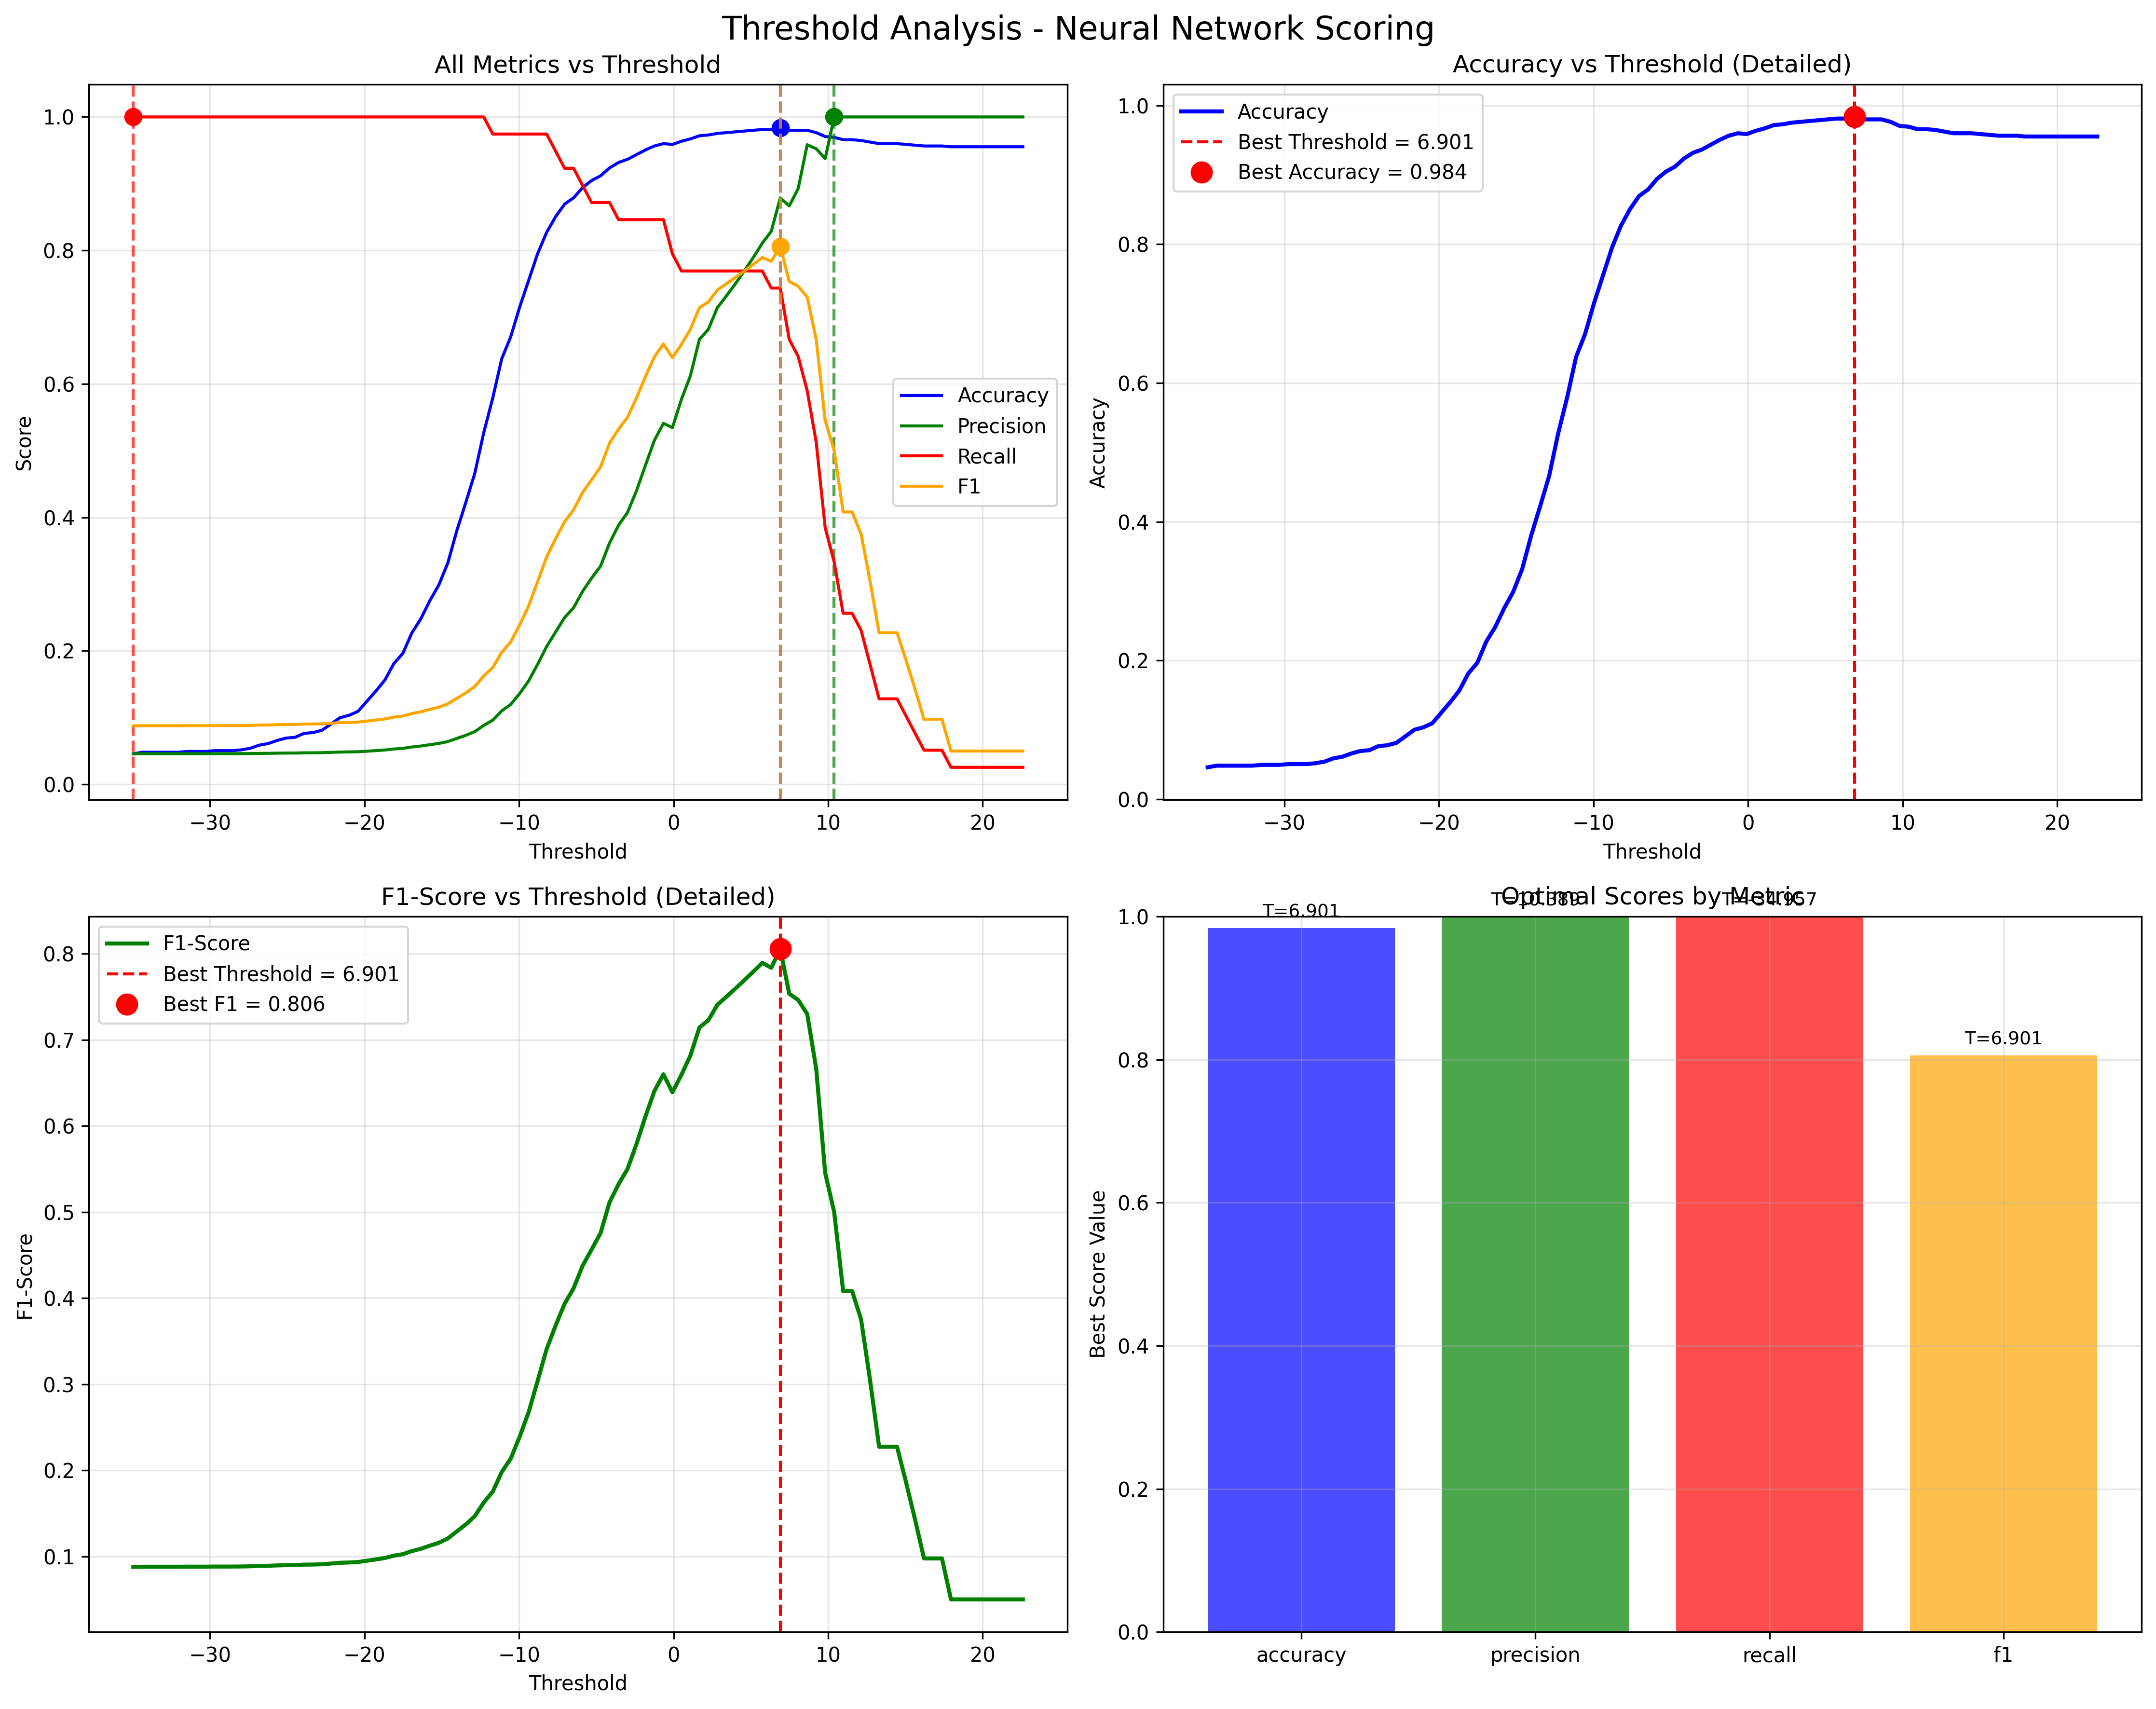 Threshold Analysis - Neural Network Scoring
All Metrics vs Threshold
Score
1.0
0.8
0.6
0.4
0.2
0.0
Accuracy
Precision
Recall
F1
−30 −20 −10 0 10 20
Threshold
Accuracy vs Threshold (Detailed)
Accuracy
1.0
0.8
0.6
0.4
0.2
0.0
Accuracy
Best Threshold = 6.901
Best Accuracy = 0.984
−30 −20 −10 0 10 20
Threshold
F1-Score vs Threshold (Detailed)
F1-Score
0.8
0.7
0.6
0.5
0.4
0.3
0.2
0.1
F1-Score
Best Threshold = 6.901
Best F1 = 0.806
−30 −20 −10 0 10 20
Threshold
Optimal Scores by Metric
Best Score Value
1.0
0.8
0.6
0.4
0.2
0.0
T=6.901
T=6.901
accuracy precision recall f1